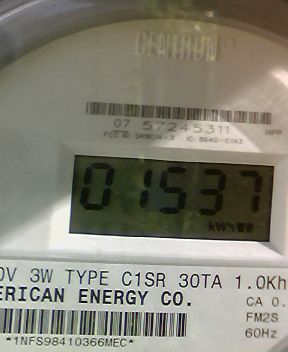 CENTRON
07 57245311
01537
kWh
0V 3W TYPE C1SR 30TA 1.0Kh
ERICAN ENERGY CO. CA 0.
FM2S
*1NFS98410366MEC* 60Hz